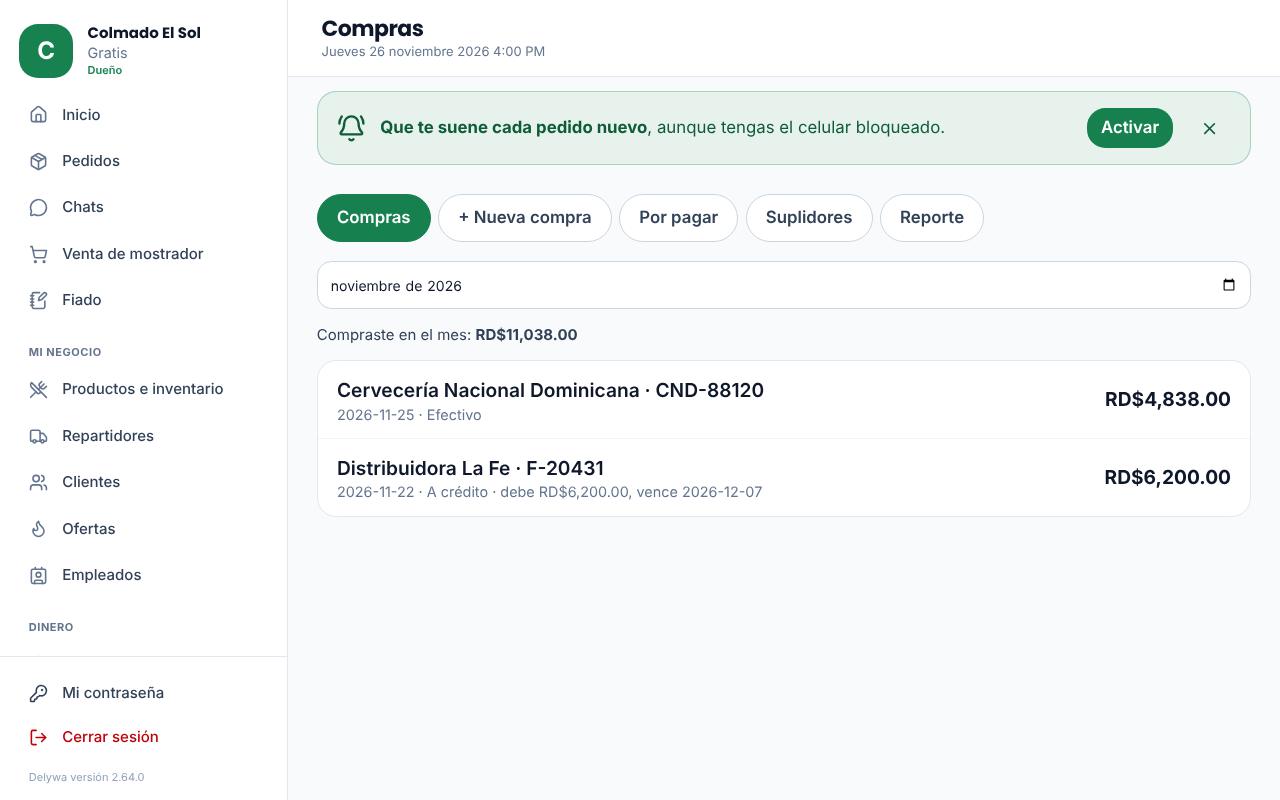 C
Colmado El Sol
Gratis
Dueño
Inicio
Pedidos
Chats
Venta de mostrador
Fiado
MI NEGOCIO
Productos e inventario
Repartidores
Clientes
Ofertas
Empleados
DINERO
Mi contraseña
Cerrar sesión
Delywa versión 2.64.0
Compras
Jueves 26 noviembre 2026 4:00 PM
Que te suene cada pedido nuevo, aunque tengas el celular bloqueado.
Activar
Compras
+ Nueva compra
Por pagar
Suplidores
Reporte
noviembre de 2026
Compraste en el mes: RD$11,038.00
Cervecería Nacional Dominicana · CND-88120
2026-11-25 · Efectivo
RD$4,838.00
Distribuidora La Fe · F-20431
2026-11-22 · A crédito · debe RD$6,200.00, vence 2026-12-07
RD$6,200.00